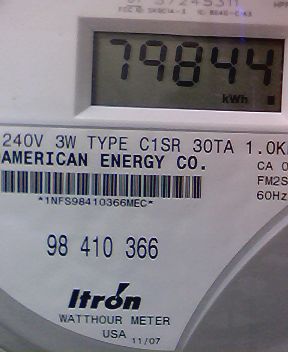 79844
kWh
240V 3W TYPE C1SR 30TA 1.0K
AMERICAN ENERGY CO.
CA 0
FM2S
*1NFS98410366MEC*
60Hz
98 410 366
Itron
WATTHOUR METER
USA 11/07